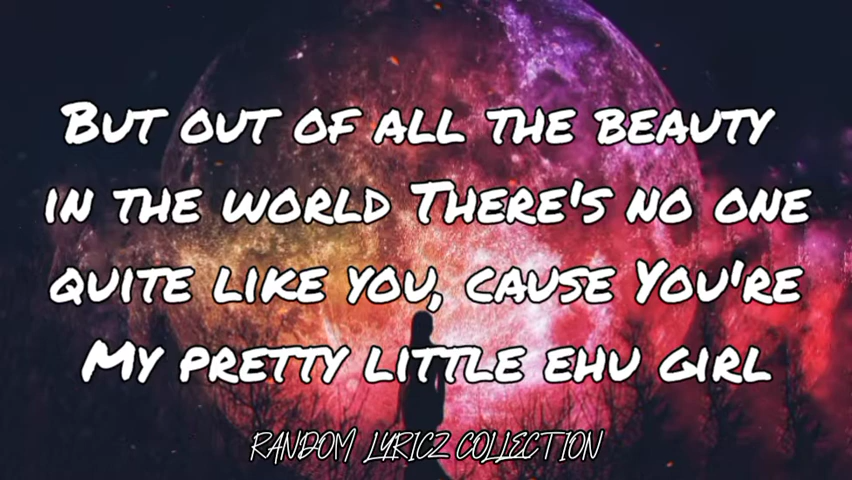 But out of all the beauty
in the world There's no one
quite like you, cause You're
My pretty little ehu girl
RANDOM LYRICZ COLLECTION